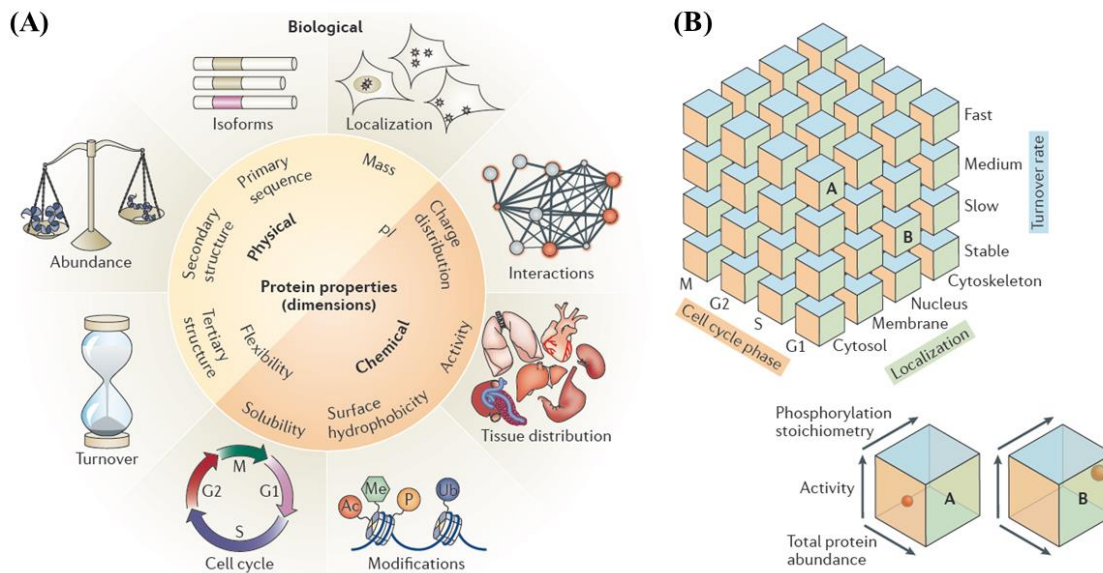 (A)
Biological
Isoforms
Localization
Abundance
Interactions
Turnover
Tissue distribution
Cell cycle
M
G1
S
G2
Modifications
Ac
Me
P
Ub
Primary
sequence
Mass
Secondary
structure
Physical
pI
Charge
distribution
Protein properties
(dimensions)
Tertiary
structure
Flexibility
Chemical
Activity
Solubility
Surface
hydrophobicity
(B)
Fast
Medium
Slow
Stable
Turnover rate
A
B
M
G2
S
G1
Cell cycle phase
Cytoskeleton
Nucleus
Membrane
Cytosol
Localization
Phosphorylation
stoichiometry
Activity
Total protein
abundance
A
B